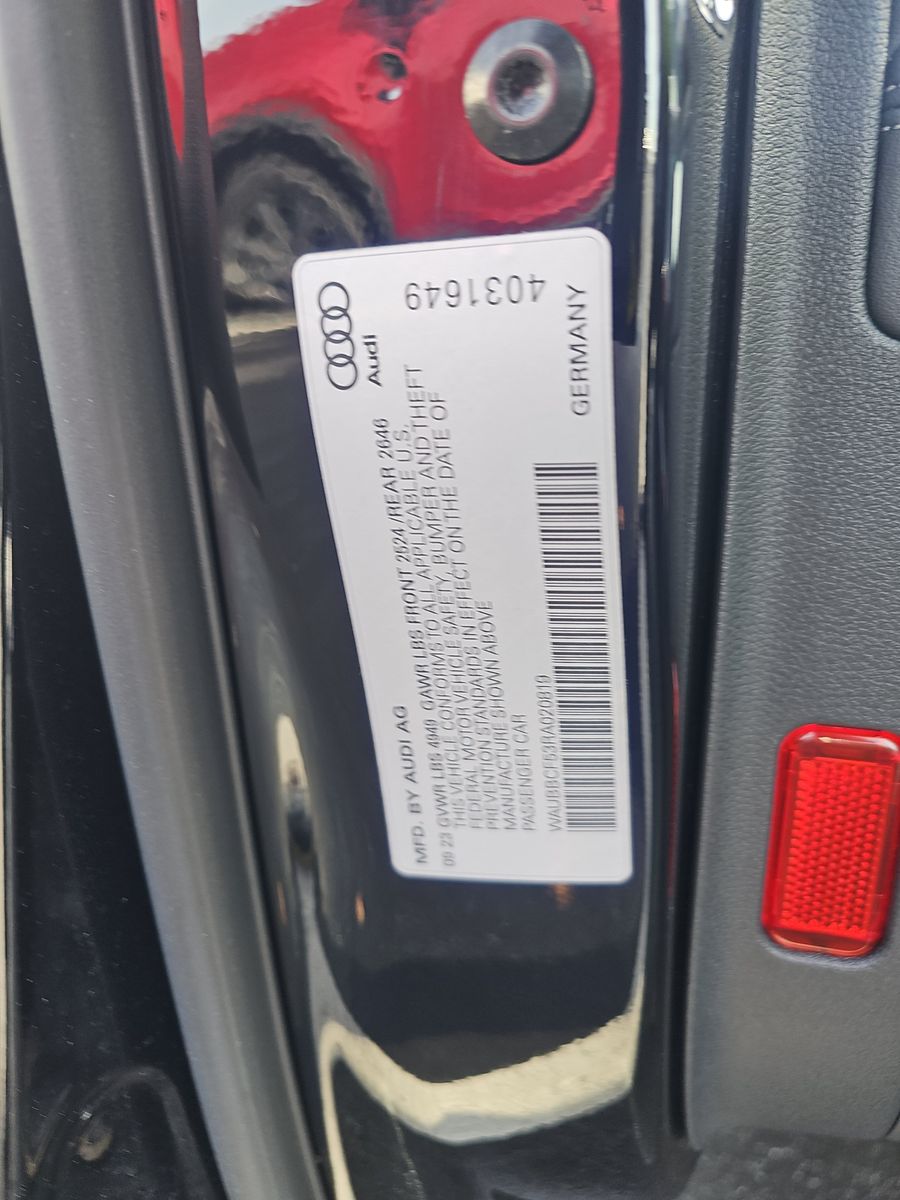 Audi
MFD. BY AUDI AG
09 23 GVWR LBS 4949 GAWR LBS FRONT 2524 /REAR 2646
THIS VEHICLE CONFORMS TO ALL APPLICABLE U.S.
FEDERAL MOTOR VEHICLE SAFETY, BUMPER AND THEFT
PREVENTION STANDARDS IN EFFECT ON THE DATE OF
MANUFACTURE SHOWN ABOVE
PASSENGER CAR
GERMANY
4031649